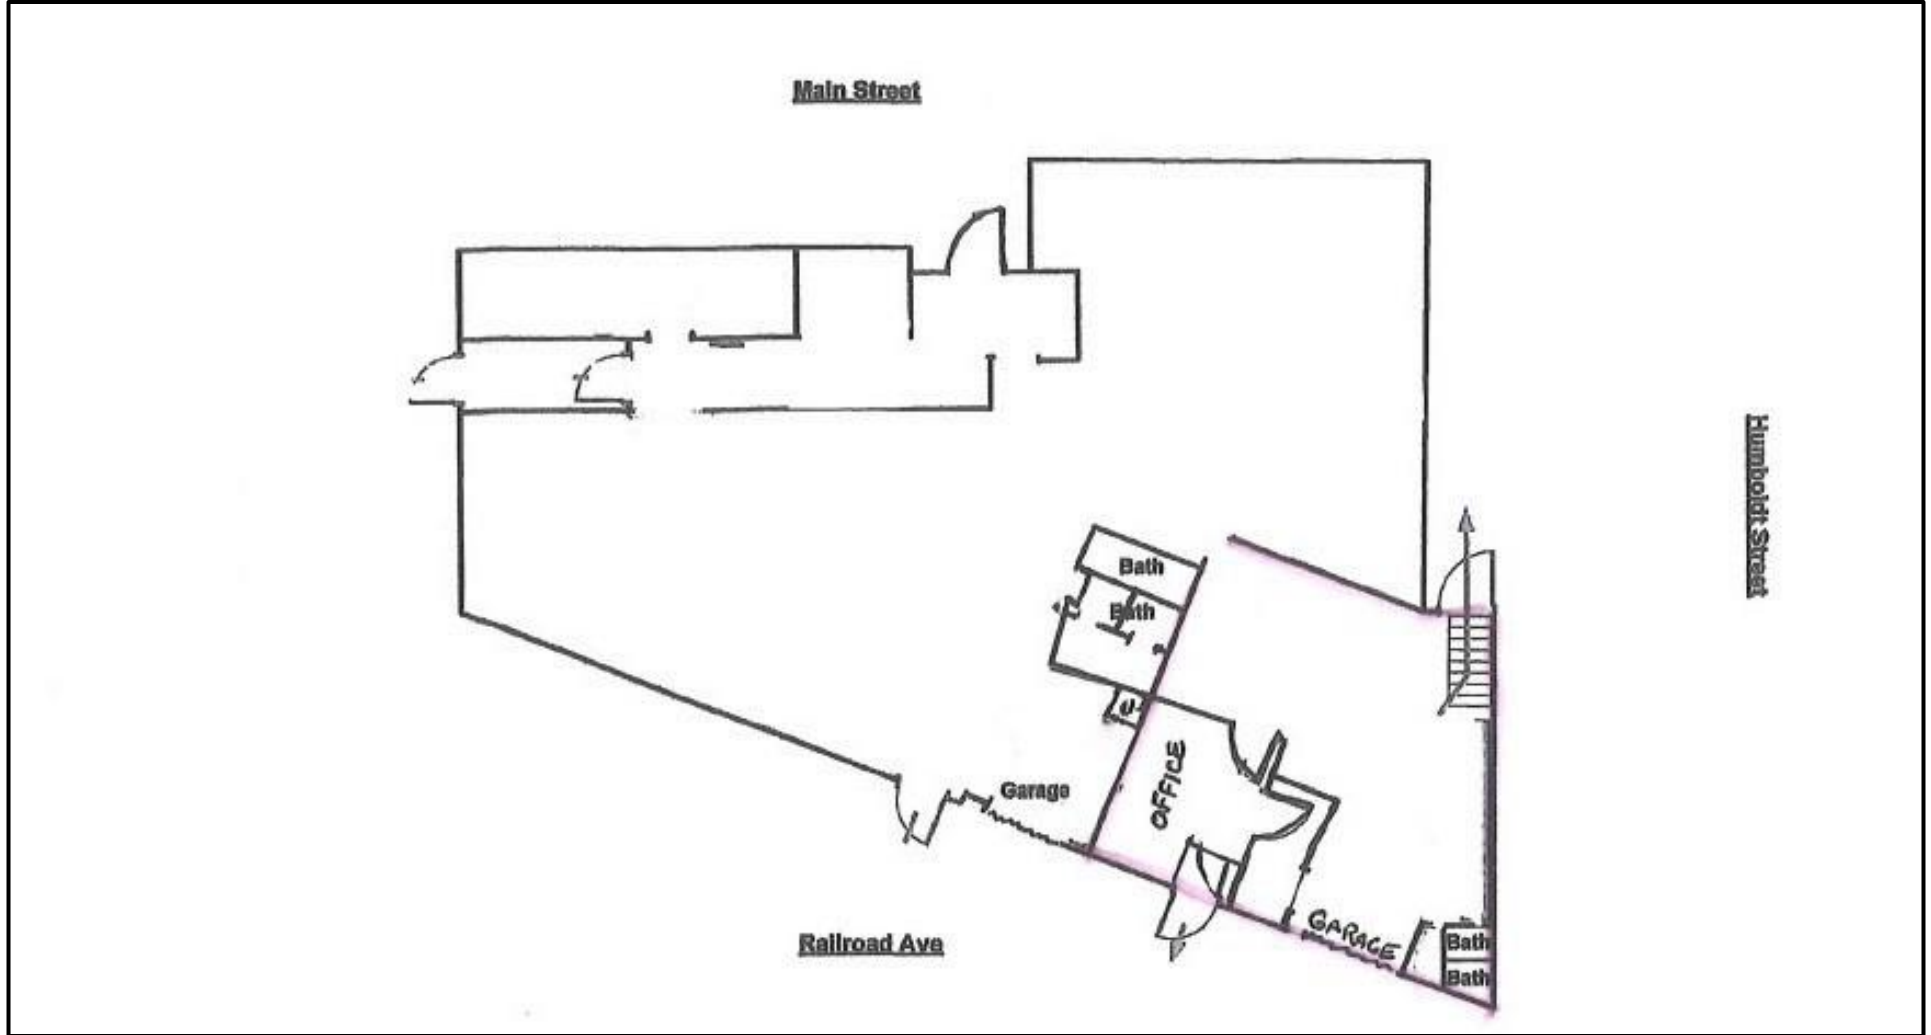 Main Street
Humboldt Street
Bath
Bath
OFFICE
Garage
GARAGE
Railroad Ave
Bath
Bath